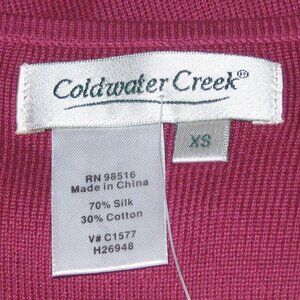 Coldwater Creek®
XS
RN 98516
Made in China
70% Silk
30% Cotton
V# C1577
H26948